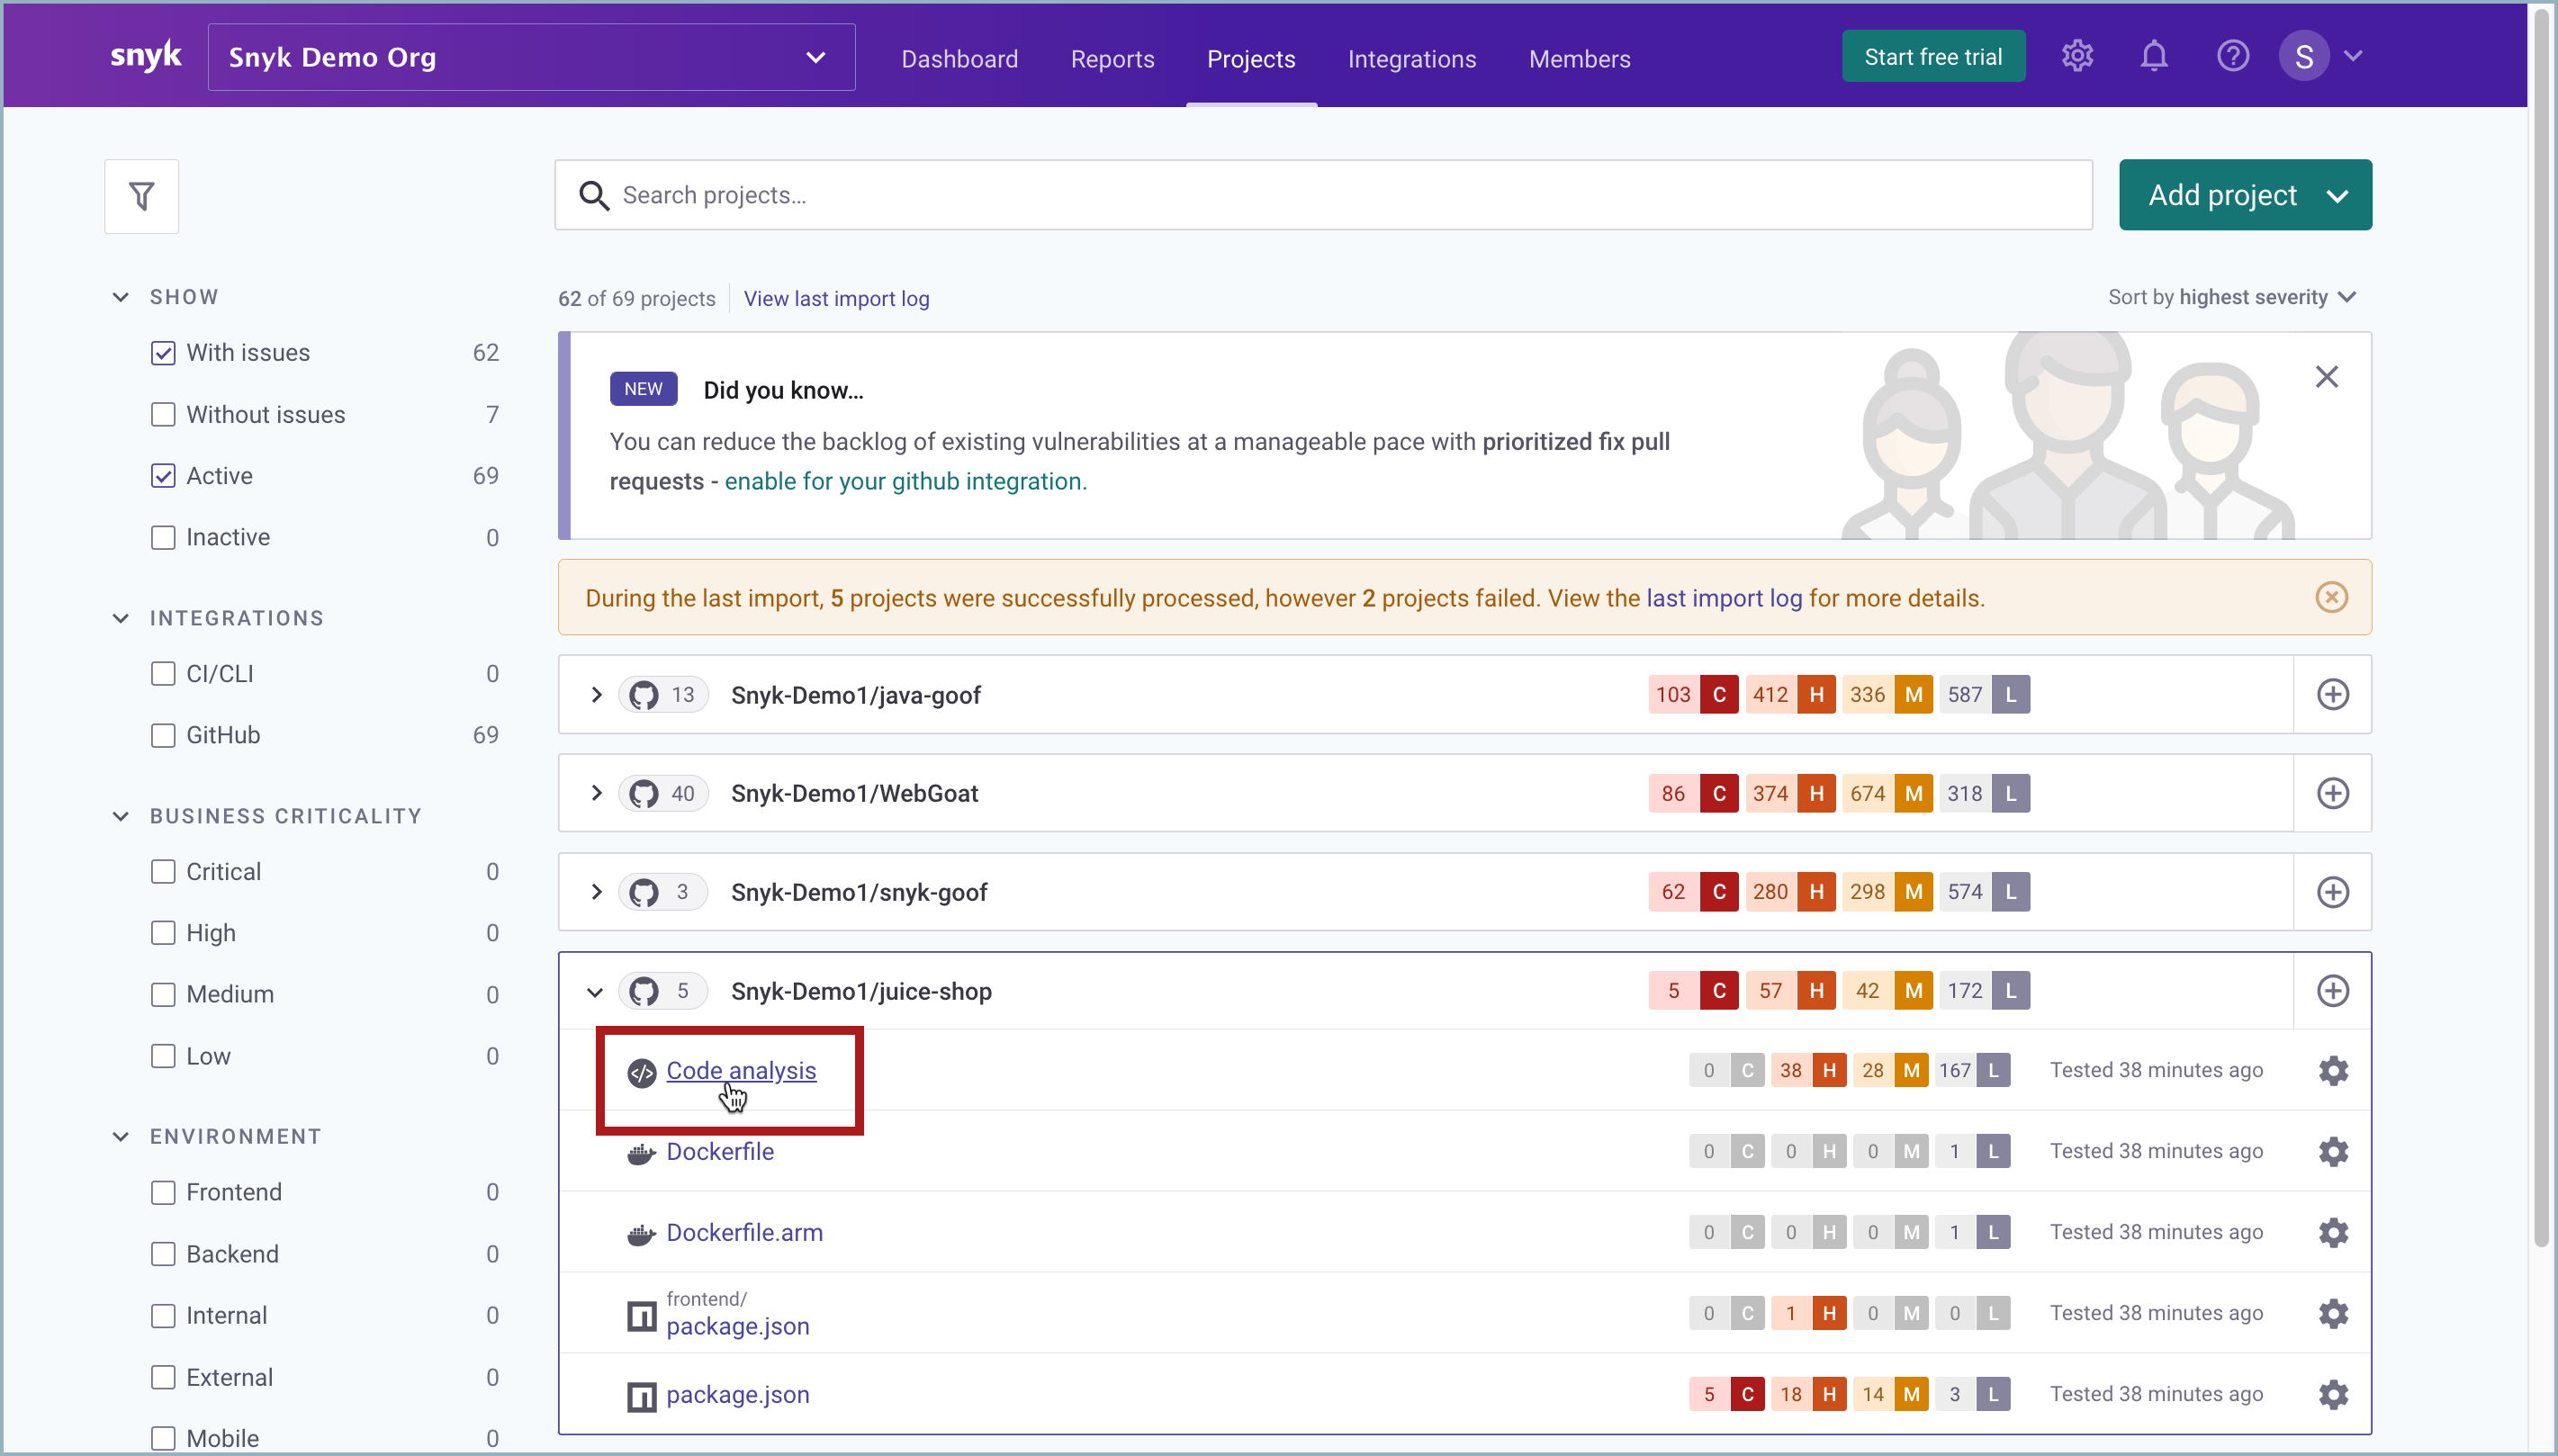 snyk
Snyk Demo Org
Dashboard
Reports
Projects
Integrations
Members
Start free trial
S
Search projects...
Add project
SHOW
With issues 62
Without issues 7
Active 69
Inactive 0
INTEGRATIONS
CI/CLI 0
GitHub 69
BUSINESS CRITICALITY
Critical 0
High 0
Medium 0
Low 0
ENVIRONMENT
Frontend 0
Backend 0
Internal 0
External 0
Mobile 0
62 of 69 projects View last import log
Sort by highest severity
NEW Did you know...
You can reduce the backlog of existing vulnerabilities at a manageable pace with prioritized fix pull
requests - enable for your github integration.
During the last import, 5 projects were successfully processed, however 2 projects failed. View the last import log for more details.
13 Snyk-Demo1/java-goof 103 C 412 H 336 M 587 L
40 Snyk-Demo1/WebGoat 86 C 374 H 674 M 318 L
3 Snyk-Demo1/snyk-goof 62 C 280 H 298 M 574 L
5 Snyk-Demo1/juice-shop 5 C 57 H 42 M 172 L
Code analysis 0 C 38 H 28 M 167 L Tested 38 minutes ago
Dockerfile 0 C 0 H 0 M 1 L Tested 38 minutes ago
Dockerfile.arm 0 C 0 H 0 M 1 L Tested 38 minutes ago
frontend/
package.json 0 C 1 H 0 M 0 L Tested 38 minutes ago
package.json 5 C 18 H 14 M 3 L Tested 38 minutes ago